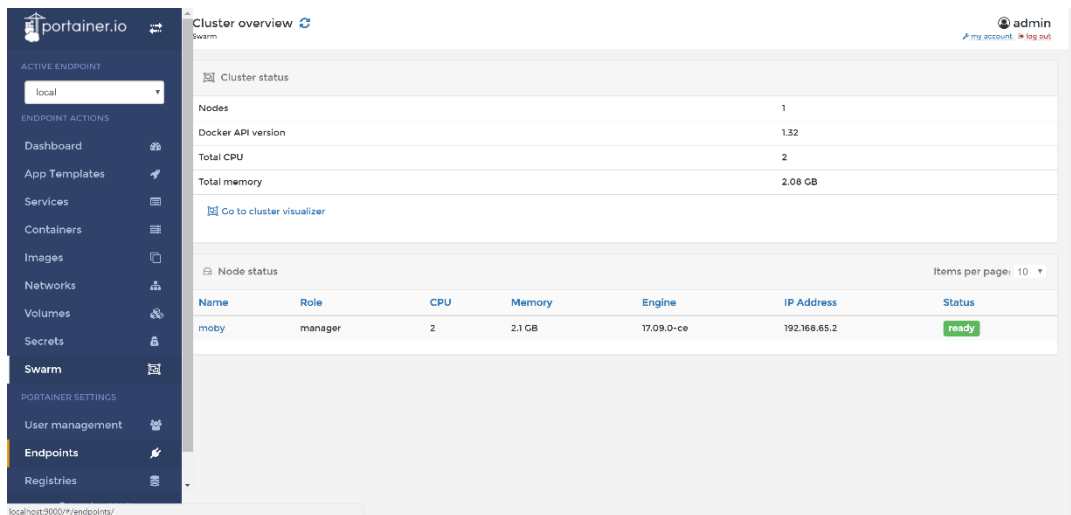 portainer.io
ACTIVE ENDPOINT
local
ENDPOINT ACTIONS
Dashboard
App Templates
Services
Containers
Images
Networks
Volumes
Secrets
Swarm
PORTAINER SETTINGS
User management
Endpoints
Registries
localhost:9000/#/endpoints/
Cluster overview
Swarm
admin
my account log out
Cluster status
Nodes 1
Docker API version 1.32
Total CPU 2
Total memory 2.08 GB
Go to cluster visualizer
Node status Items per page: 10
Name Role CPU Memory Engine IP Address Status
moby manager 2 2.1 GB 17.09.0-ce 192.168.65.2 ready